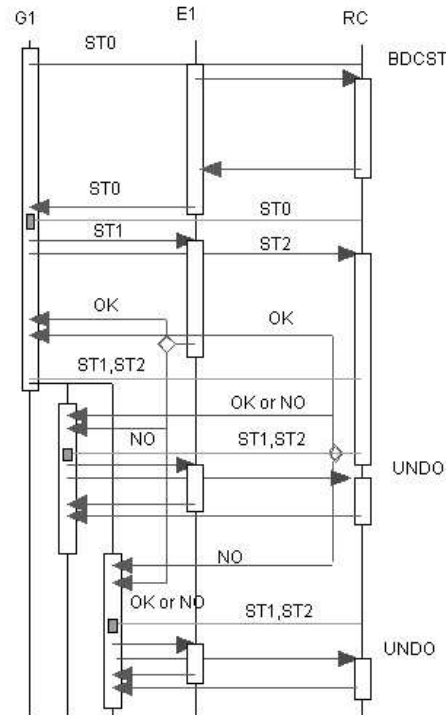 G1 E1 RC
ST0
BDCST
ST0
ST0
ST1
ST2
OK OK
ST1,ST2
OK or NO
NO
ST1,ST2
UNDO
NO
OK or NO
ST1,ST2
UNDO